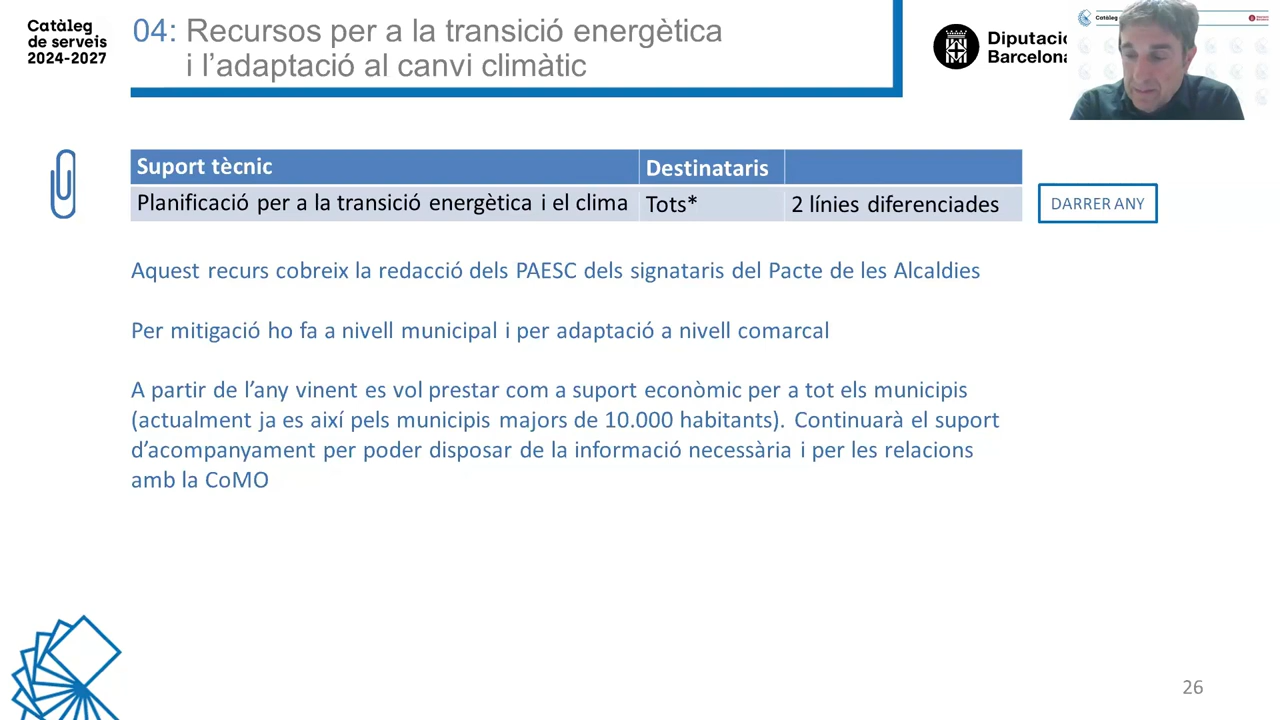 Catàleg
de serveis
2024-2027
04: Recursos per a la transició energètica
i l’adaptació al canvi climàtic
Diputació
Barcelona
Catàleg
Suport tècnic
Destinataris
Planificació per a la transició energètica i el clima
Tots*
2 línies diferenciades
DARRER ANY
Aquest recurs cobreix la redacció dels PAESC dels signataris del Pacte de les Alcaldies
Per mitigació ho fa a nivell municipal i per adaptació a nivell comarcal
A partir de l’any vinent es vol prestar com a suport econòmic per a tot els municipis
(actualment ja es així pels municipis majors de 10.000 habitants). Continuarà el suport
d’acompanyament per poder disposar de la informació necessària i per les relacions
amb la CoMO
26